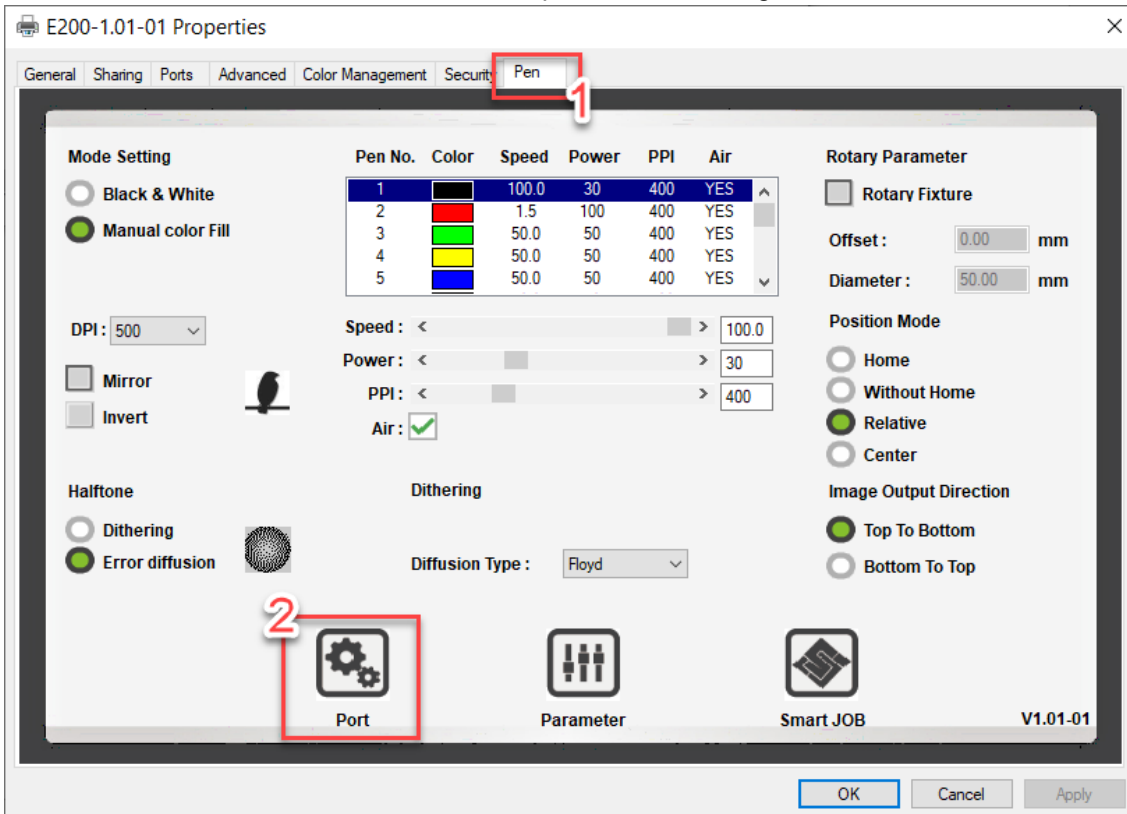 E200-1.01-01 Properties
General Sharing Ports Advanced Color Management Security Pen
1
Mode Setting
Black & White
Manual color Fill
Pen No. Color Speed Power PPI Air
1 100.0 30 400 YES
2 1.5 100 400 YES
3 50.0 50 400 YES
4 50.0 50 400 YES
5 50.0 50 400 YES
Rotary Parameter
Rotary Fixture
Offset : 0.00 mm
Diameter : 50.00 mm
DPI : 500
Mirror
Invert
Speed : < > 100.0
Power : < > 30
PPI : < > 400
Air :
Position Mode
Home
Without Home
Relative
Center
Halftone
Dithering
Error diffusion
Dithering
Diffusion Type : Floyd
Image Output Direction
Top To Bottom
Bottom To Top
2
Port
Parameter
Smart JOB
V1.01-01
OK Cancel Apply